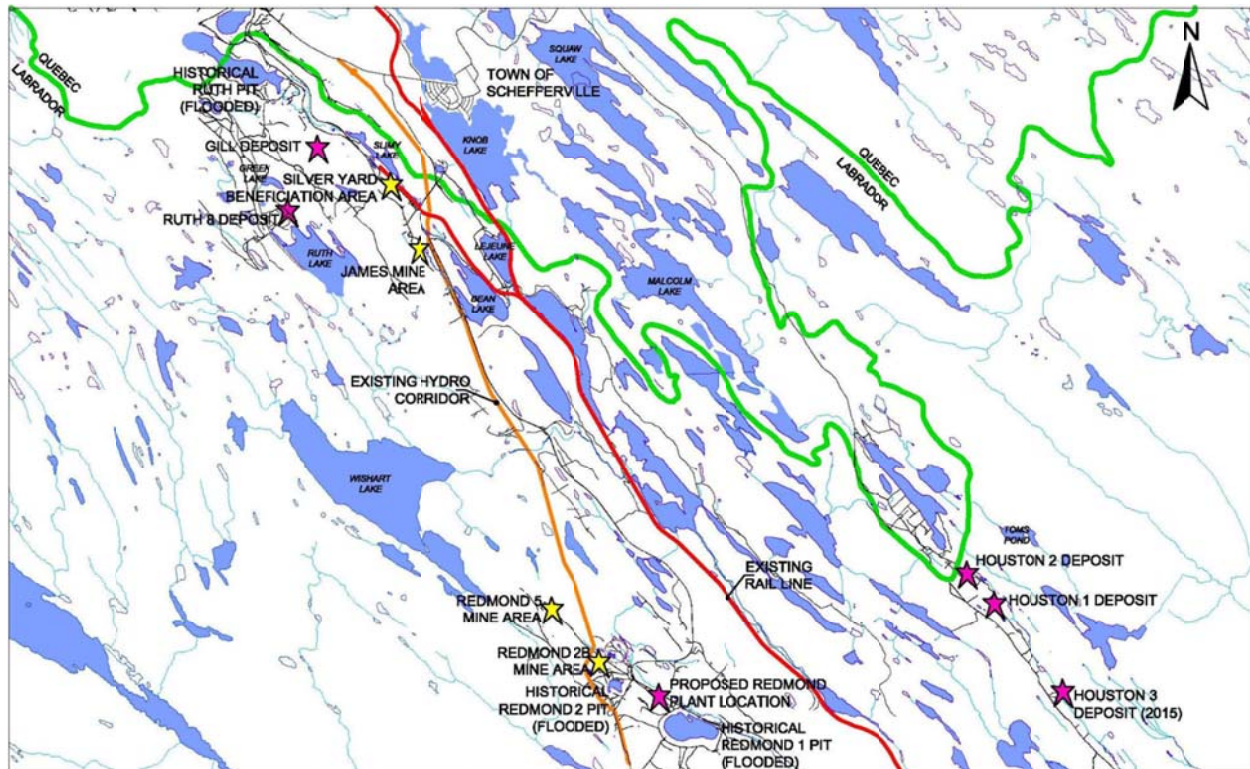 N
SQUAW
LAKE
QUEBEC
LABRADOR
HISTORICAL
RUTH PIT
(FLOODED)
TOWN OF
SCHEFFERVILLE
GILL DEPOSIT
SLIMY
LAKE
KNOB
LAKE
QUEBEC
LABRADOR
GREEN
LAKE
SILVER YARD
BENEFICIATION AREA
RUTH 8 DEPOSIT
RUTH
LAKE
JAMES MINE
AREA
LEJEUNE
LAKE
BEAN
LAKE
MALCOLM
LAKE
EXISTING HYDRO
CORRIDOR
WISHART
LAKE
TOMS
POND
HOUSTON 2 DEPOSIT
EXISTING
RAIL LINE
HOUSTON 1 DEPOSIT
REDMOND 5
MINE AREA
REDMOND 2B
MINE AREA
HISTORICAL
REDMOND 2 PIT
(FLOODED)
PROPOSED REDMOND
PLANT LOCATION
HOUSTON 3
DEPOSIT (2015)
HISTORICAL
REDMOND 1 PIT
(FLOODED)